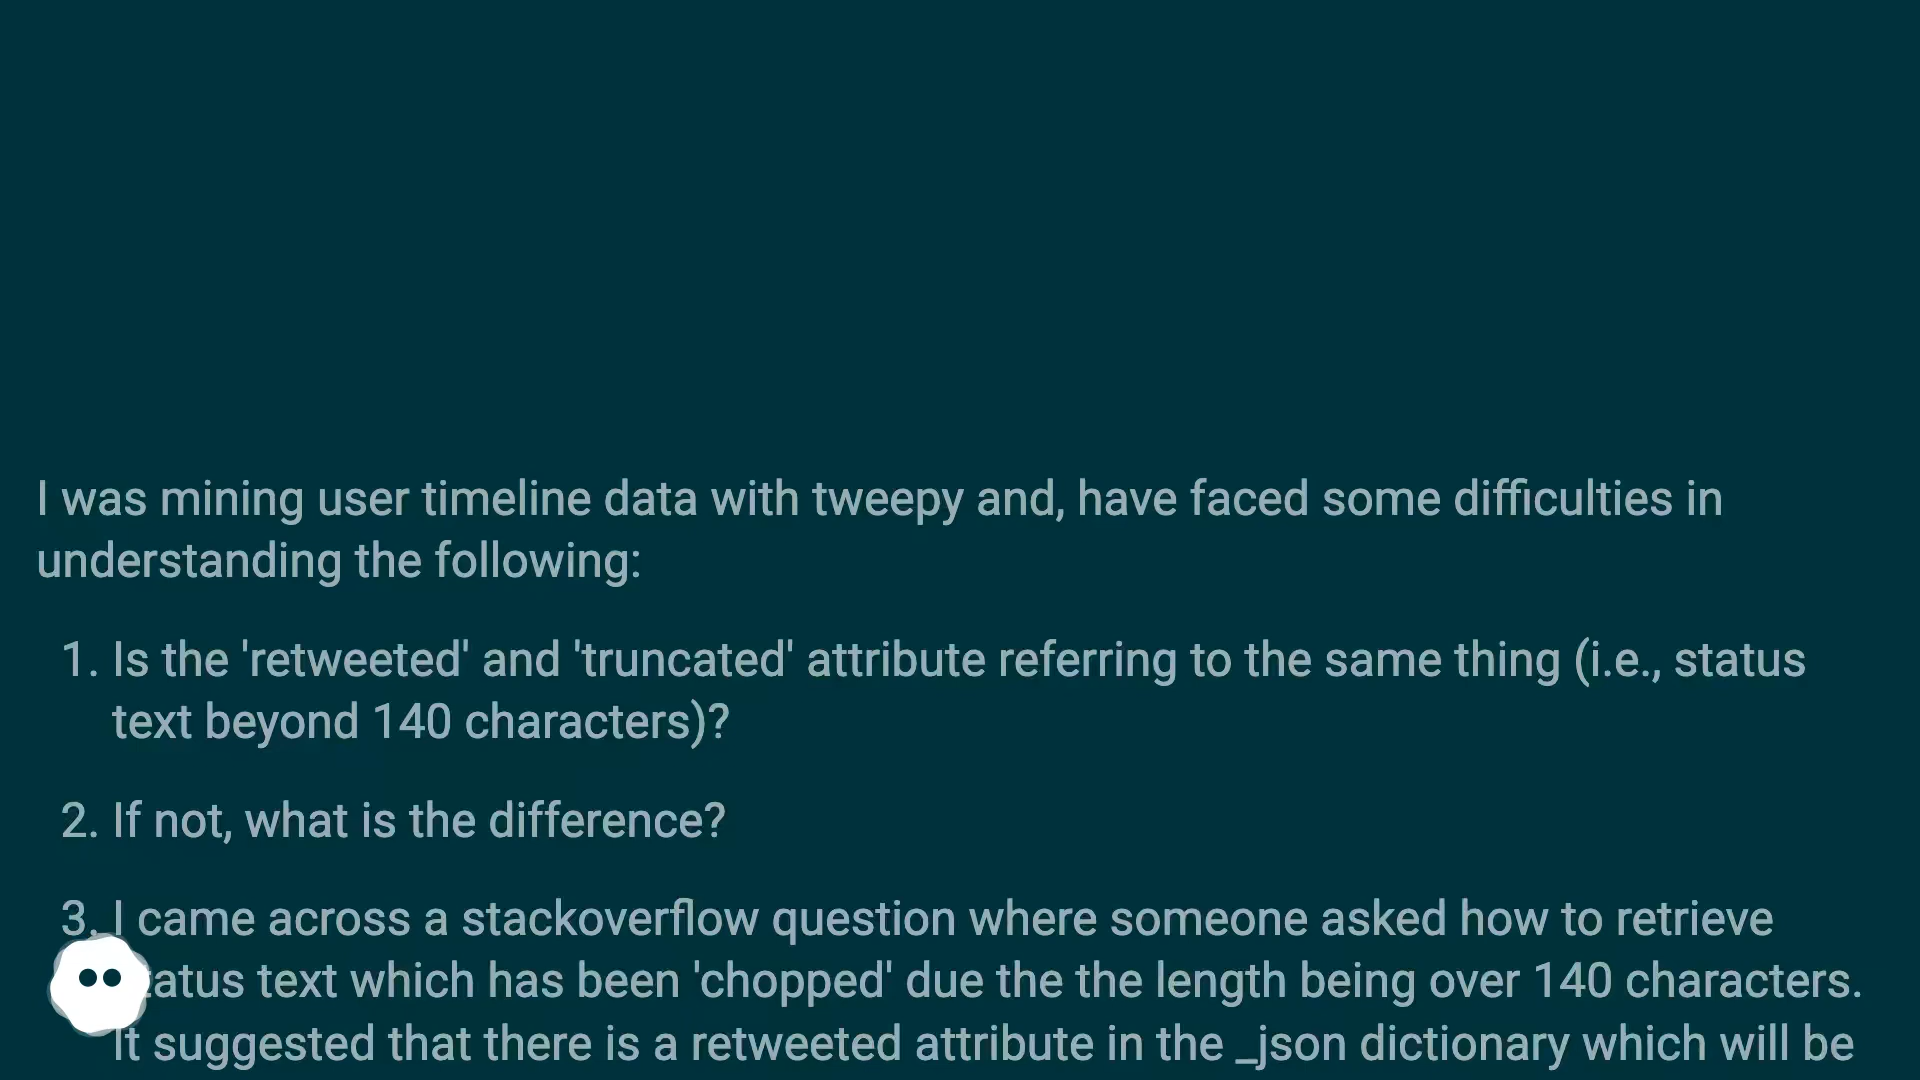 I was mining user timeline data with tweepy and, have faced some difficulties in
understanding the following:
1. Is the 'retweeted' and 'truncated' attribute referring to the same thing (i.e., status
text beyond 140 characters)?
2. If not, what is the difference?
3. I came across a stackoverflow question where someone asked how to retrieve
text which has been 'chopped' due the the length being over 140 characters.
It suggested that there is a retweeted attribute in the _json dictionary which will be